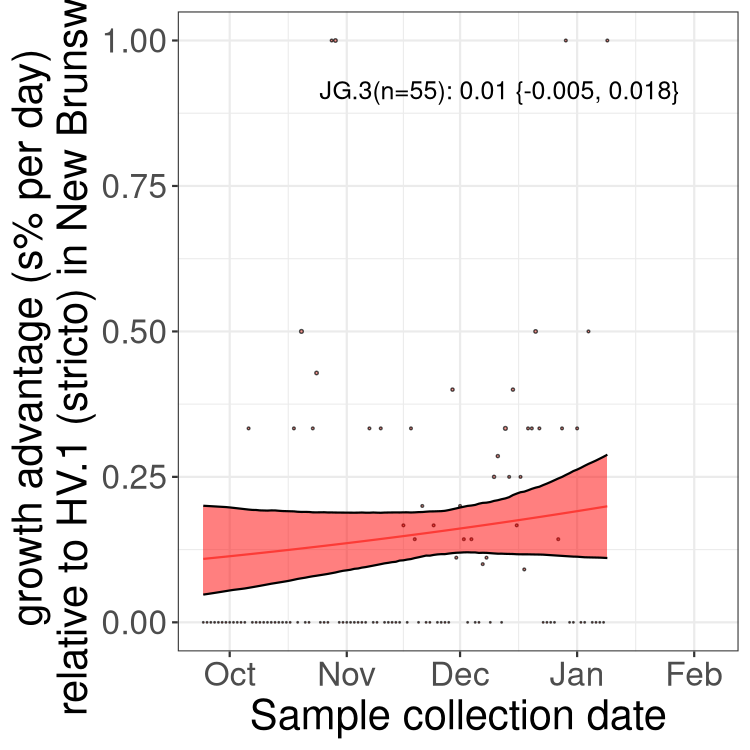 growth advantage (s% per day)
relative to HV.1 (stricto) in New Brunsw
1.00
0.75
0.50
0.25
0.00
JG.3(n=55): 0.01 {-0.005, 0.018}
Oct Nov Dec Jan Feb
Sample collection date